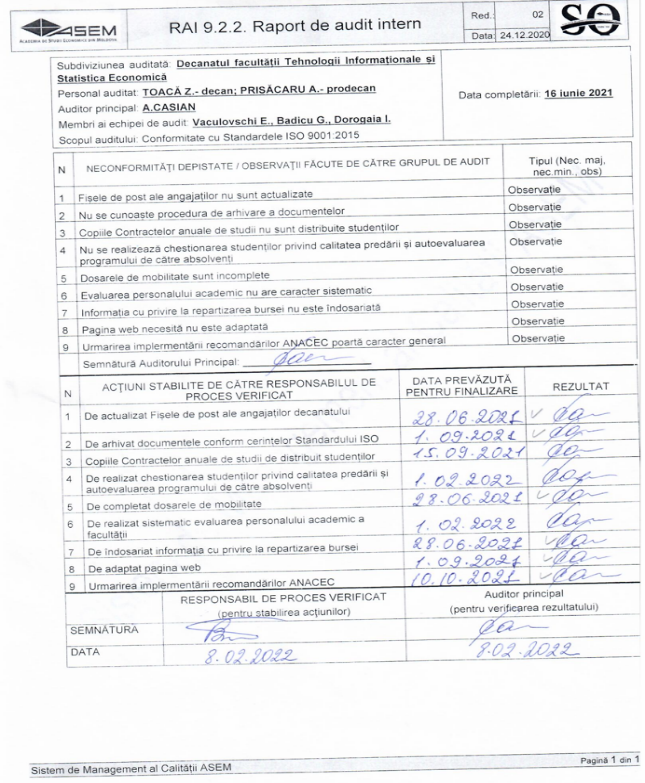 ASEM
ACADEMIA DE STUDII ECONOMICE DIN MOLDOVA
RAI 9.2.2. Raport de audit intern
Red.: 02
Data: 24.12.2020
Subdiviziunea auditată: Decanatul facultății Tehnologii Informaționale și
Statistica Economică
Personal auditat: TOACĂ Z.- decan; PRISĂCARU A.- prodecan
Auditor principal: A.CASIAN
Membri ai echipei de audit: Vaculovschi E., Badicu G., Dorogaia I.
Scopul auditului: Conformitate cu Standardele ISO 9001:2015
Data completării: 16 iunie 2021
N NECONFORMITĂȚI DEPISTATE / OBSERVAȚII FĂCUTE DE CĂTRE GRUPUL DE AUDIT Tipul (Nec. maj, nec.min., obs)
1 Fișele de post ale angajaților nu sunt actualizate Observație
2 Nu se cunoaște procedura de arhivare a documentelor Observație
3 Copiile Contractelor anuale de studii nu sunt distribuite studenților Observație
4 Nu se realizează chestionarea studenților privind calitatea predării și autoevaluarea Observație
programului de către absolvenți
5 Dosarele de mobilitate sunt incomplete Observație
6 Evaluarea personalului academic nu are caracter sistematic Observație
7 Informația cu privire la repartizarea bursei nu este îndosariată Observație
8 Pagina web necesită nu este adaptată Observație
9 Urmarirea implermentării recomandărilor ANACEC poartă caracter general Observație
Semnătură Auditorului Principal:
N ACȚIUNI STABILITE DE CĂTRE RESPONSABILUL DE PROCES VERIFICAT DATA PREVĂZUTĂ PENTRU FINALIZARE REZULTAT
1 De actualizat Fișele de post ale angajaților decanatului 28.06.2021
2 De arhivat documentele conform cerințelor Standardului ISO 1.09.2021
3 Copiile Contractelor anuale de studii de distribuit studenților 15.09.2021
4 De realizat chestionarea studenților privind calitatea predării și 1.02.2022
autoevaluarea programului de către absolvenți
5 De completat dosarele de mobilitate 28.06.2021
6 De realizat sistematic evaluarea personalului academic a 1.02.2022
facultății
7 De îndosariat informația cu privire la repartizarea bursei 28.06.2021
8 De adaptat pagina web 1.09.2021
9 Urmarirea implermentării recomandărilor ANACEC 10.10.2021
RESPONSABIL DE PROCES VERIFICAT Auditor principal
(pentru stabilirea acțiunilor) (pentru verificarea rezultatului)
SEMNĂTURA
DATA 8.02.2022 8.02.2022
Sistem de Management al Calității ASEM Pagină 1 din 1